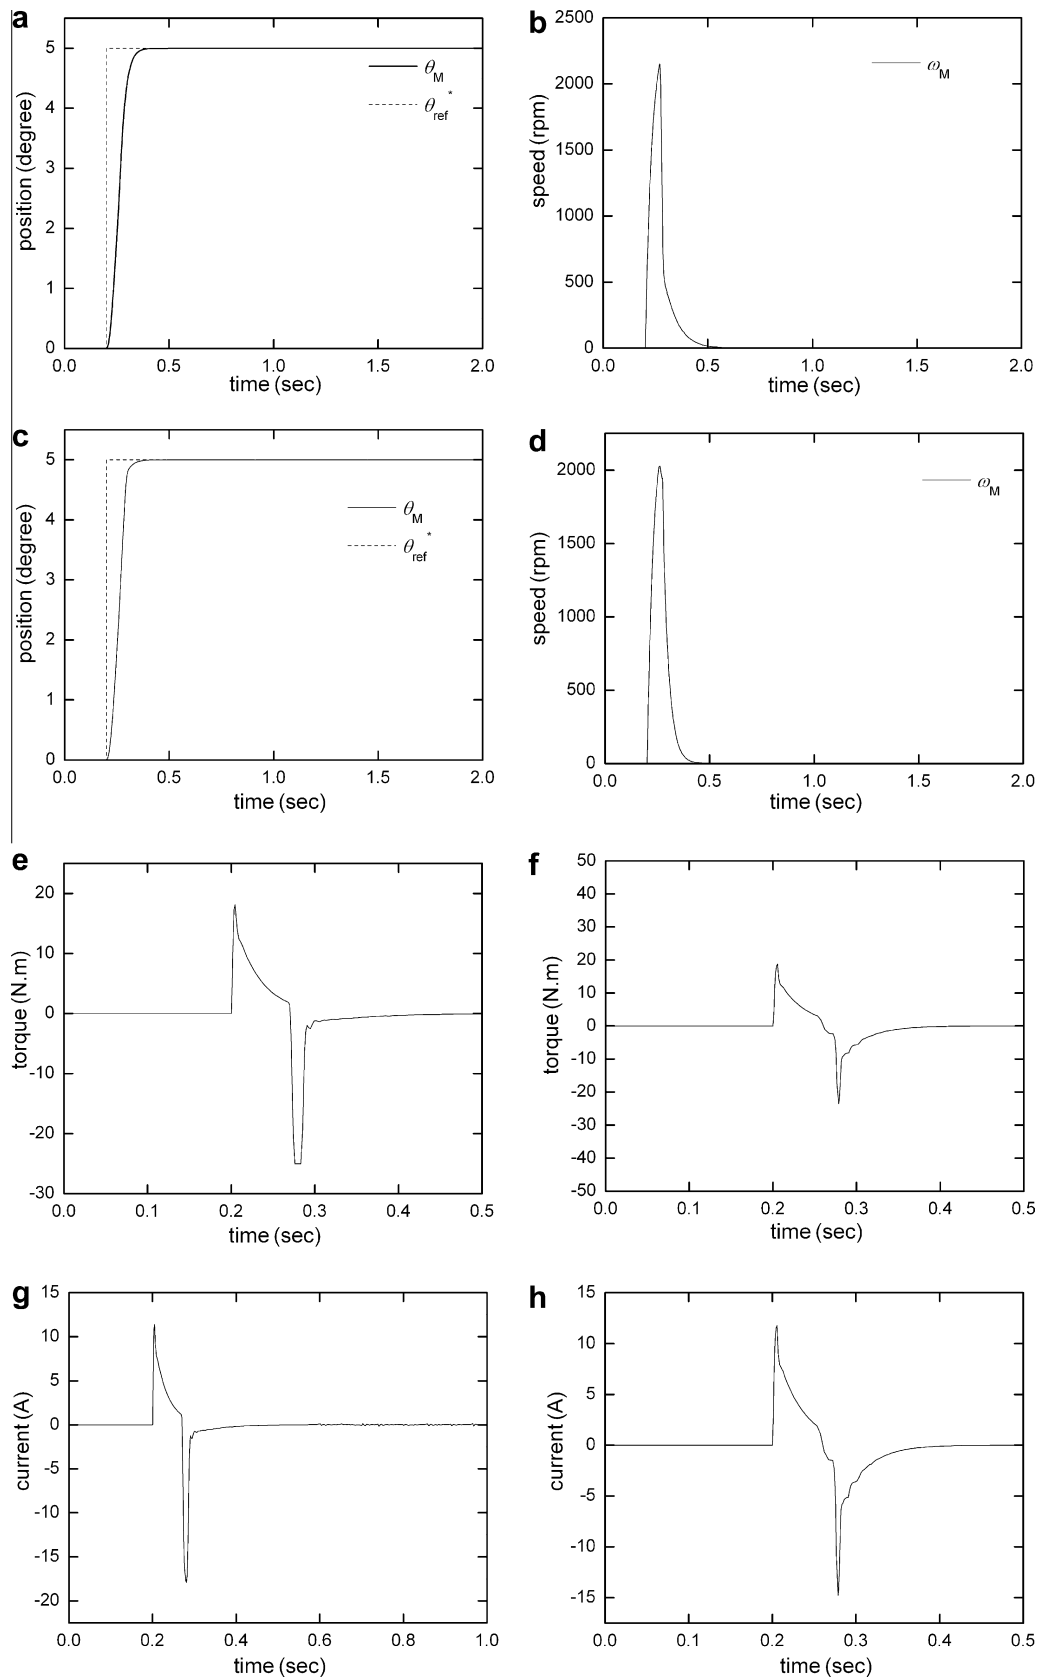 a
position (degree)
5
4
3
2
1
0
0.0 0.5 1.0 1.5 2.0
time (sec)
θM
θref*
b
speed (rpm)
2500
2000
1500
1000
500
0
0.0 0.5 1.0 1.5 2.0
time (sec)
ωM
c
position (degree)
5
4
3
2
1
0
0.0 0.5 1.0 1.5 2.0
time (sec)
θM
θref*
d
speed (rpm)
2000
1500
1000
500
0
0.0 0.5 1.0 1.5 2.0
time (sec)
ωM
e
torque (N.m)
20
10
0
-10
-20
-30
0.0 0.1 0.2 0.3 0.4 0.5
time (sec)
f
torque (N.m)
50
40
30
20
10
0
-10
-20
-30
-40
-50
0.0 0.1 0.2 0.3 0.4 0.5
time (sec)
g
current (A)
15
10
5
0
-5
-10
-15
-20
0.0 0.2 0.4 0.6 0.8 1.0
time (sec)
h
current (A)
15
10
5
0
-5
-10
-15
0.0 0.1 0.2 0.3 0.4 0.5
time (sec)